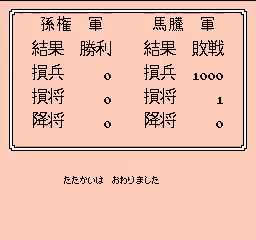 孫権 軍 馬騰 軍
結果 勝利 結果 敗戦
損兵 0 損兵 1000
損将 0 損将 1
降将 0 降将 0
たたかいは おわりました